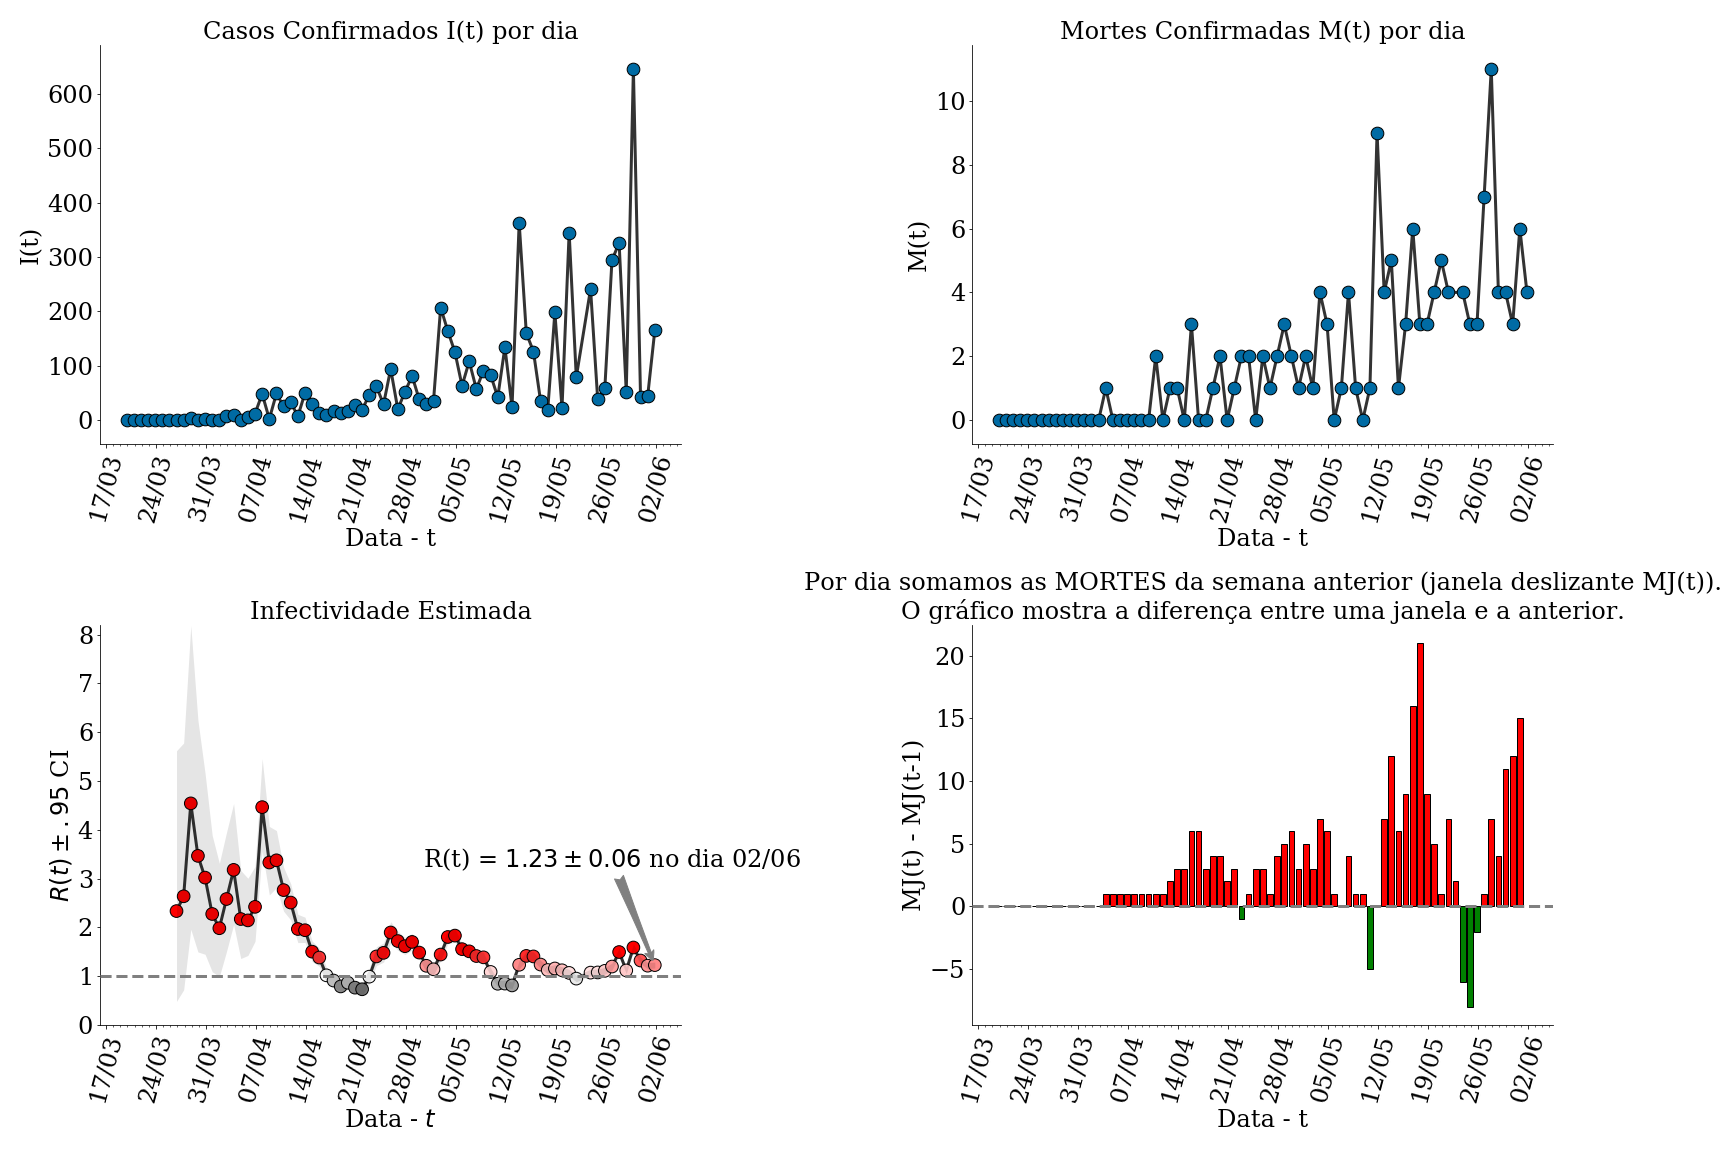 Casos Confirmados I(t) por dia
I(t)
600
500
400
300
200
100
0
17/03 24/03 31/03 07/04 14/04 21/04 28/04 05/05 12/05 19/05 26/05 02/06
Data - t
Mortes Confirmadas M(t) por dia
M(t)
10
8
6
4
2
0
17/03 24/03 31/03 07/04 14/04 21/04 28/04 05/05 12/05 19/05 26/05 02/06
Data - t
Infectividade Estimada
R(t) ± .95 CI
8
7
6
5
4
3
2
1
0
R(t) = 1.23 ± 0.06 no dia 02/06
17/03 24/03 31/03 07/04 14/04 21/04 28/04 05/05 12/05 19/05 26/05 02/06
Data - t
Por dia somamos as MORTES da semana anterior (janela deslizante MJ(t)).
O gráfico mostra a diferença entre uma janela e a anterior.
MJ(t) - MJ(t-1)
20
15
10
5
0
−5
17/03 24/03 31/03 07/04 14/04 21/04 28/04 05/05 12/05 19/05 26/05 02/06
Data - t